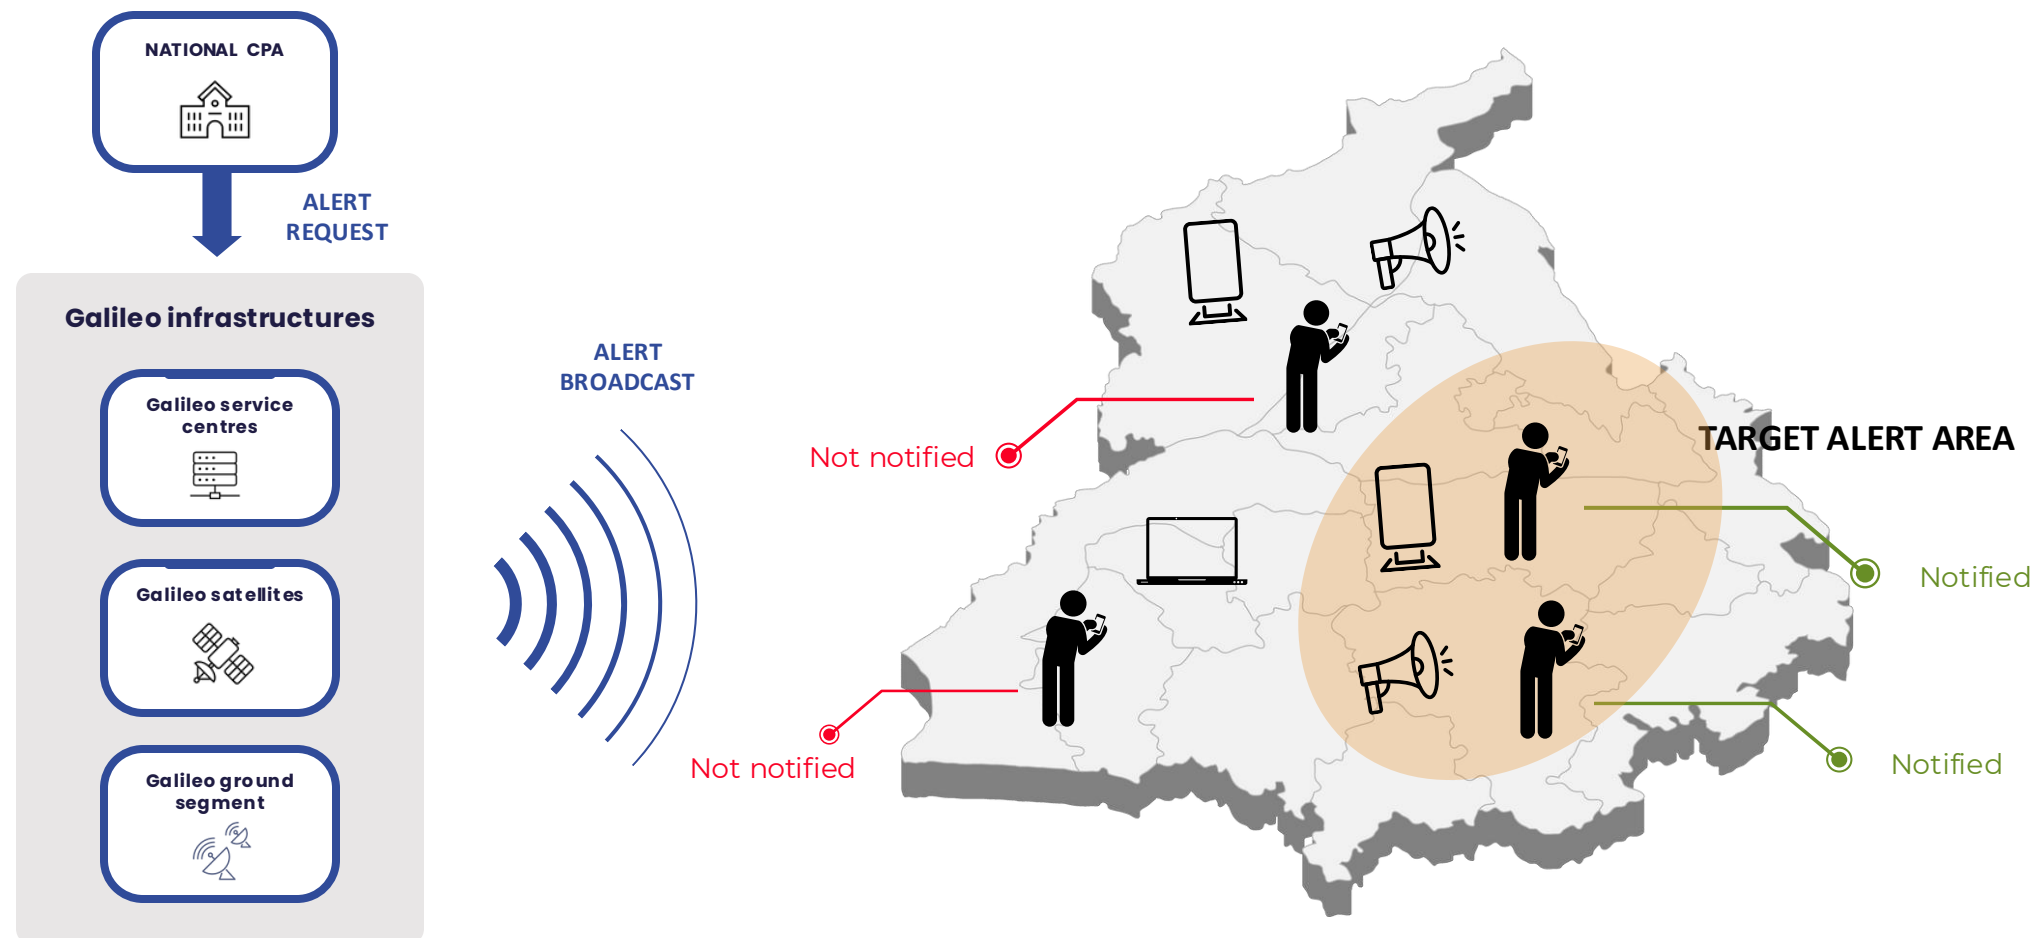 NATIONAL CPA
ALERT
REQUEST
Galileo infrastructures
Galileo service
centres
Galileo satellites
Galileo ground
segment
ALERT
BROADCAST
Not notified
Not notified
TARGET ALERT AREA
Notified
Notified